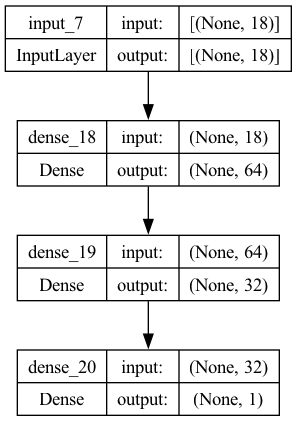 input_7 input: [(None, 18)]
InputLayer output: [(None, 18)]
dense_18 input: (None, 18)
Dense output: (None, 64)
dense_19 input: (None, 64)
Dense output: (None, 32)
dense_20 input: (None, 32)
Dense output: (None, 1)